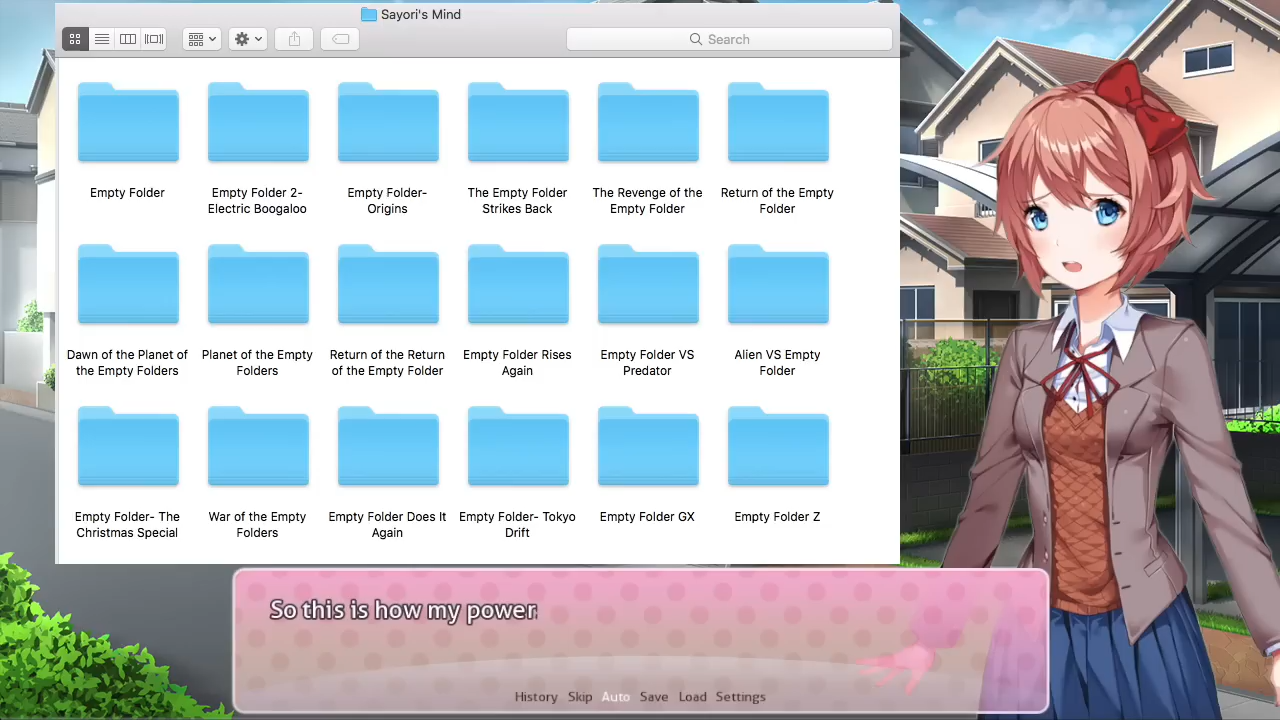 Sayori's Mind
Search
Empty Folder
Empty Folder 2-
Electric Boogaloo
Empty Folder-
Origins
The Empty Folder
Strikes Back
The Revenge of the
Empty Folder
Return of the Empty
Folder
Dawn of the Planet of
the Empty Folders
Planet of the Empty
Folders
Return of the Return
of the Empty Folder
Empty Folder Rises
Again
Empty Folder VS
Predator
Alien VS Empty
Folder
Empty Folder- The
Christmas Special
War of the Empty
Folders
Empty Folder Does It
Again
Empty Folder- Tokyo
Drift
Empty Folder GX
Empty Folder Z
So this is how my power
History Skip Auto Save Load Settings